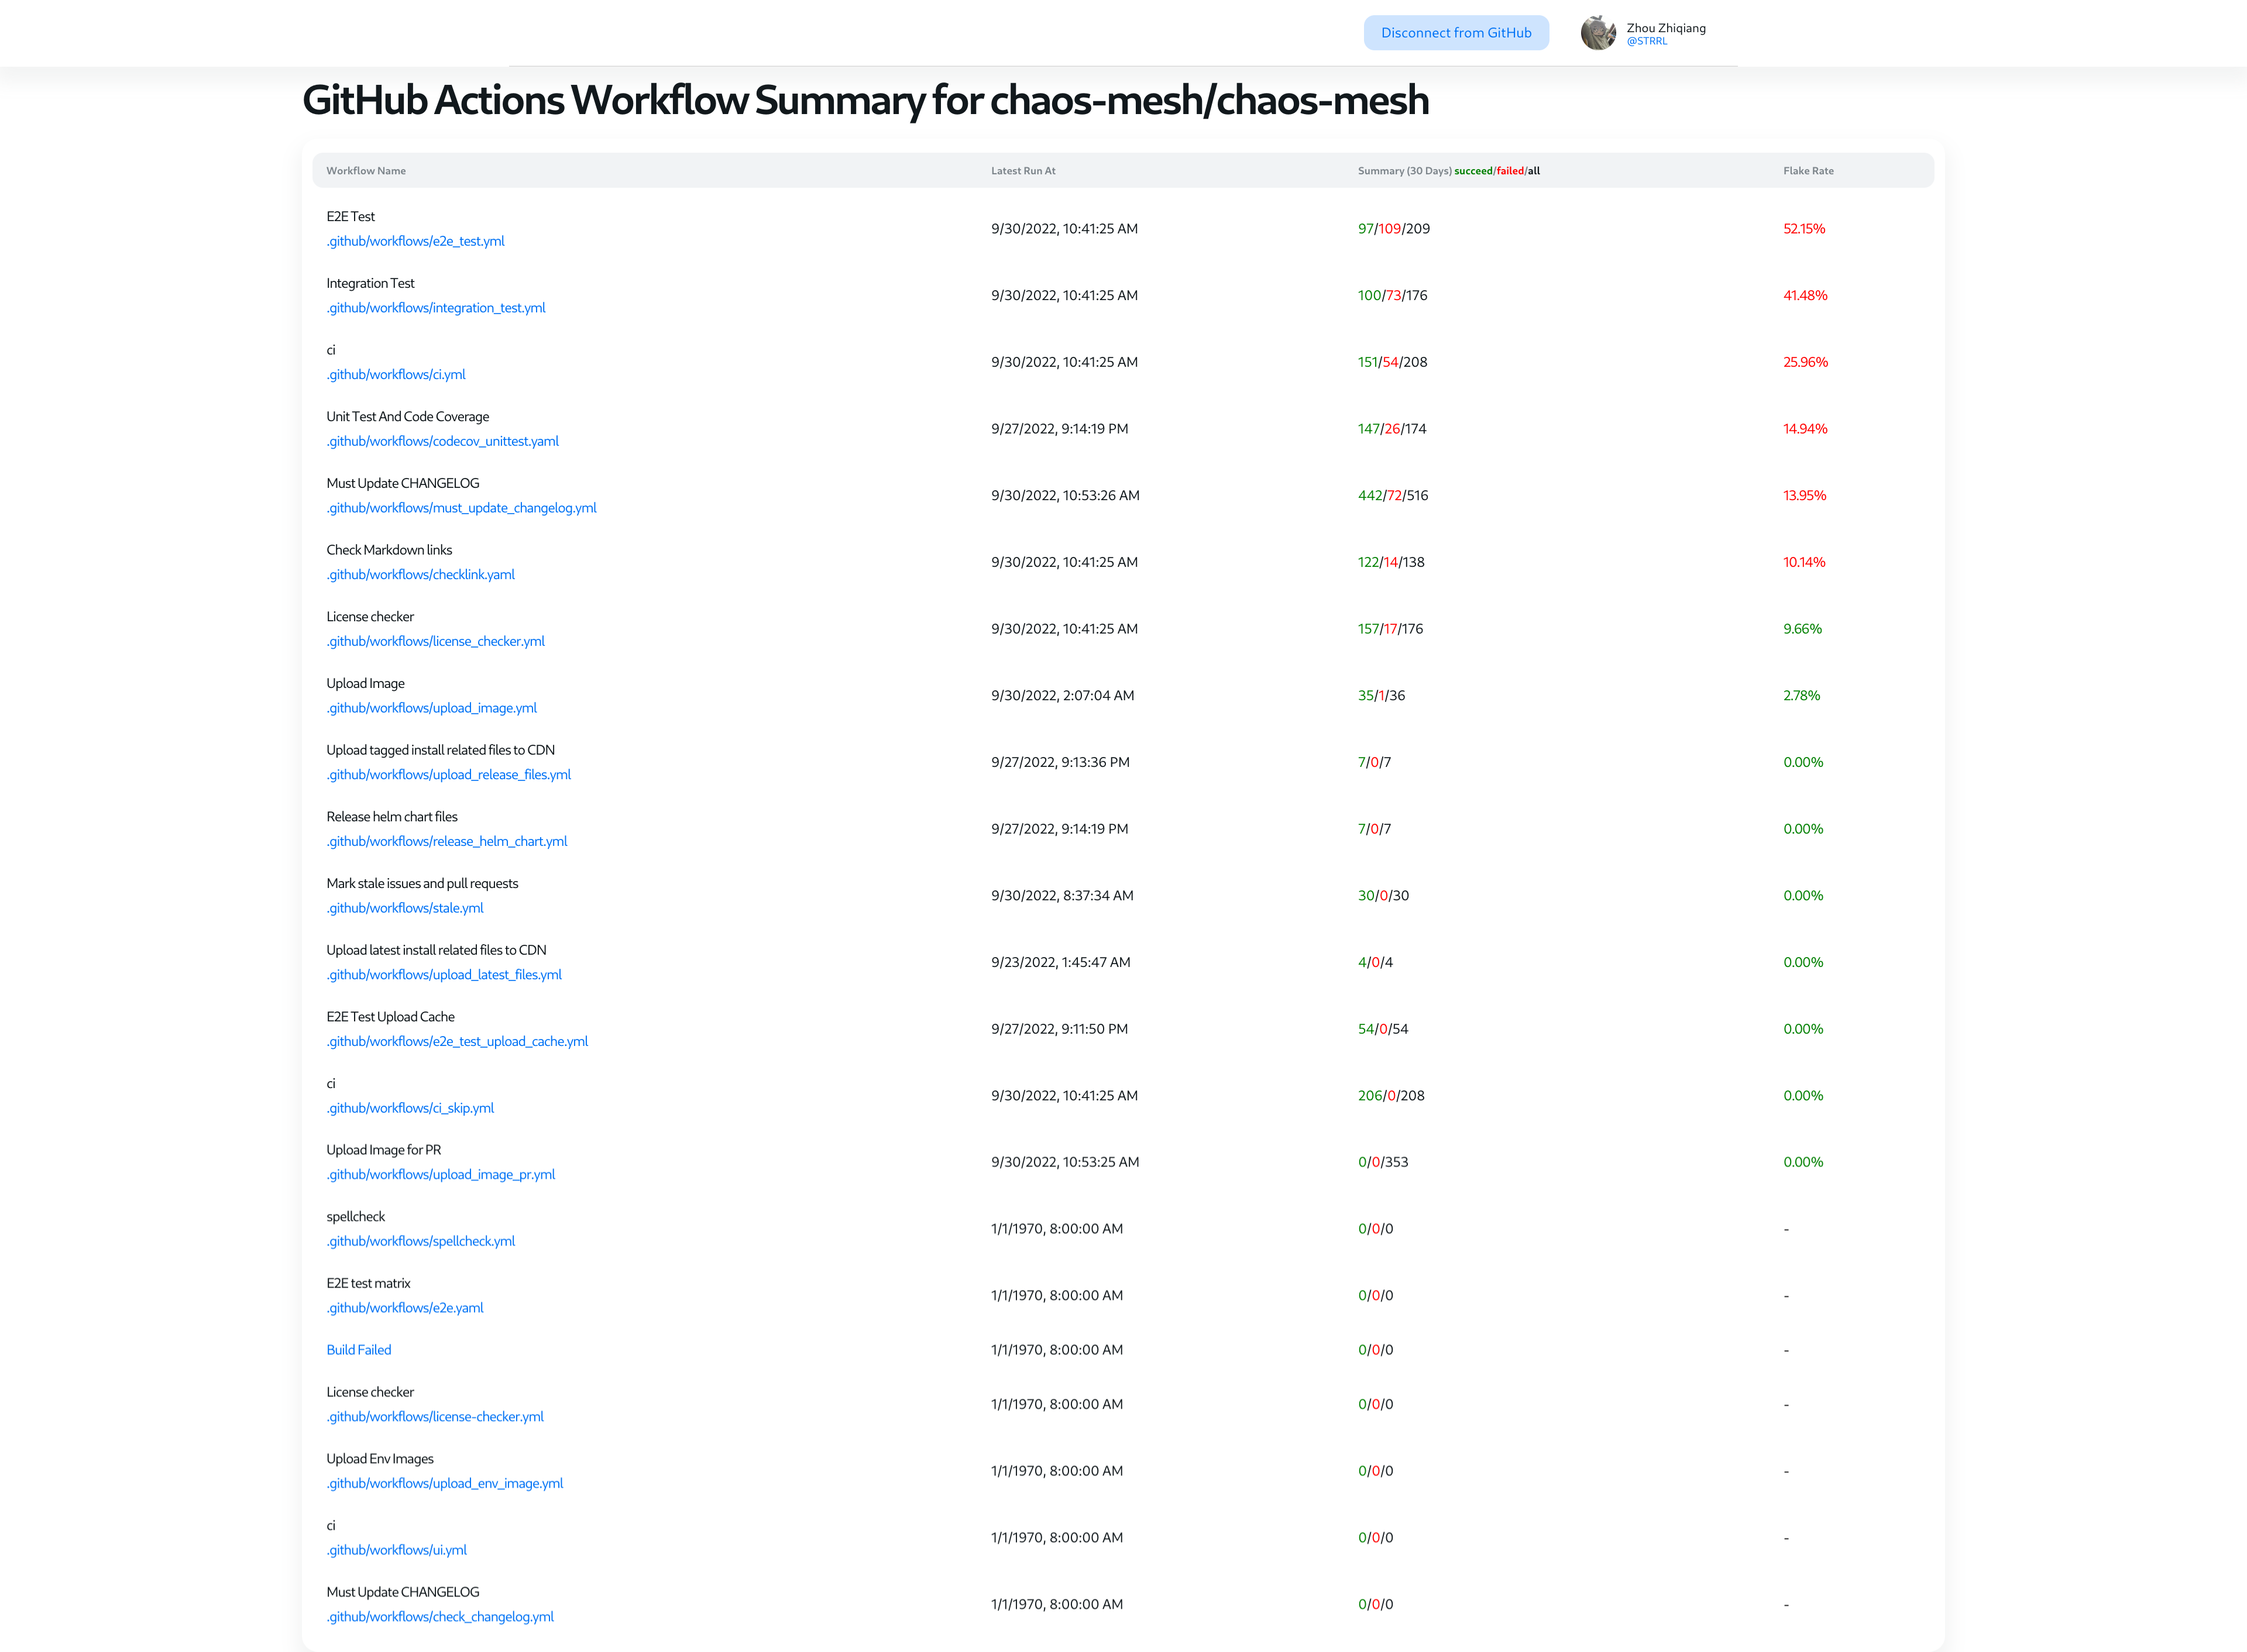 Disconnect from GitHub
Zhou Zhiqiang
@STRRL
GitHub Actions Workflow Summary for chaos-mesh/chaos-mesh
Workflow Name Latest Run At Summary (30 Days) succeed/failed/all Flake Rate
E2E Test
.github/workflows/e2e_test.yml
9/30/2022, 10:41:25 AM 97/109/209 52.15%
Integration Test
.github/workflows/integration_test.yml
9/30/2022, 10:41:25 AM 100/73/176 41.48%
ci
.github/workflows/ci.yml
9/30/2022, 10:41:25 AM 151/54/208 25.96%
Unit Test And Code Coverage
.github/workflows/codecov_unittest.yaml
9/27/2022, 9:14:19 PM 147/26/174 14.94%
Must Update CHANGELOG
.github/workflows/must_update_changelog.yml
9/30/2022, 10:53:26 AM 442/72/516 13.95%
Check Markdown links
.github/workflows/checklink.yaml
9/30/2022, 10:41:25 AM 122/14/138 10.14%
License checker
.github/workflows/license_checker.yml
9/30/2022, 10:41:25 AM 157/17/176 9.66%
Upload Image
.github/workflows/upload_image.yml
9/30/2022, 2:07:04 AM 35/1/36 2.78%
Upload tagged install related files to CDN
.github/workflows/upload_release_files.yml
9/27/2022, 9:13:36 PM 7/0/7 0.00%
Release helm chart files
.github/workflows/release_helm_chart.yml
9/27/2022, 9:14:19 PM 7/0/7 0.00%
Mark stale issues and pull requests
.github/workflows/stale.yml
9/30/2022, 8:37:34 AM 30/0/30 0.00%
Upload latest install related files to CDN
.github/workflows/upload_latest_files.yml
9/23/2022, 1:45:47 AM 4/0/4 0.00%
E2E Test Upload Cache
.github/workflows/e2e_test_upload_cache.yml
9/27/2022, 9:11:50 PM 54/0/54 0.00%
ci
.github/workflows/ci_skip.yml
9/30/2022, 10:41:25 AM 206/0/208 0.00%
Upload Image for PR
.github/workflows/upload_image_pr.yml
9/30/2022, 10:53:25 AM 0/0/353 0.00%
spellcheck
.github/workflows/spellcheck.yml
1/1/1970, 8:00:00 AM 0/0/0 -
E2E test matrix
.github/workflows/e2e.yaml
1/1/1970, 8:00:00 AM 0/0/0 -
Build Failed 1/1/1970, 8:00:00 AM 0/0/0 -
License checker
.github/workflows/license-checker.yml
1/1/1970, 8:00:00 AM 0/0/0 -
Upload Env Images
.github/workflows/upload_env_image.yml
1/1/1970, 8:00:00 AM 0/0/0 -
ci
.github/workflows/ui.yml
1/1/1970, 8:00:00 AM 0/0/0 -
Must Update CHANGELOG
.github/workflows/check_changelog.yml
1/1/1970, 8:00:00 AM 0/0/0 -